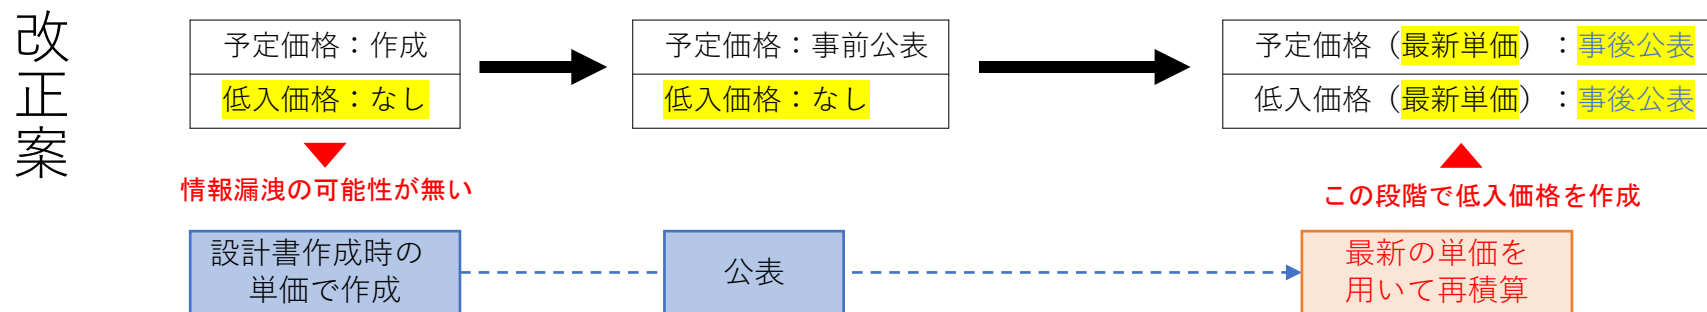 改正案
予定価格：作成
低入価格：なし
予定価格：事前公表
低入価格：なし
予定価格（最新単価）：事後公表
低入価格（最新単価）：事後公表
情報漏洩の可能性が無い
この段階で低入価格を作成
設計書作成時の
単価で作成
公表
最新の単価を
用いて再積算